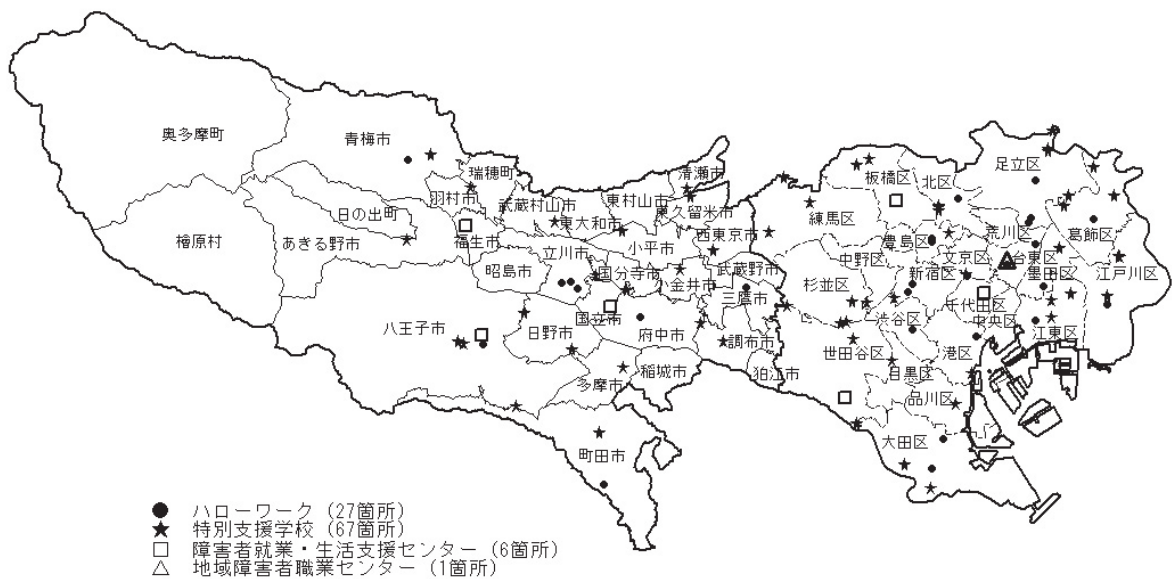 奥多摩町
青梅市
瑞穂町
羽村市
日の出町
檜原村
あきる野市
福生市
武蔵村山市
東大和市
東村山市
清瀬市
東久留米市
小平市
西東京市
立川市
昭島市
国分寺市
小金井市
武蔵野市
三鷹市
国立市
府中市
八王子市
日野市
調布市
狛江市
多摩市
稲城市
町田市
足立区
板橋区
北区
練馬区
豊島区
荒川区
葛飾区
文京区
台東区
中野区
新宿区
墨田区
江戸川区
杉並区
千代田区
渋谷区
中央区
江東区
世田谷区
港区
目黒区
品川区
大田区
● ハローワーク (27箇所)
★ 特別支援学校 (67箇所)
□ 障害者就業・生活支援センター (6箇所)
△ 地域障害者職業センター (1箇所)